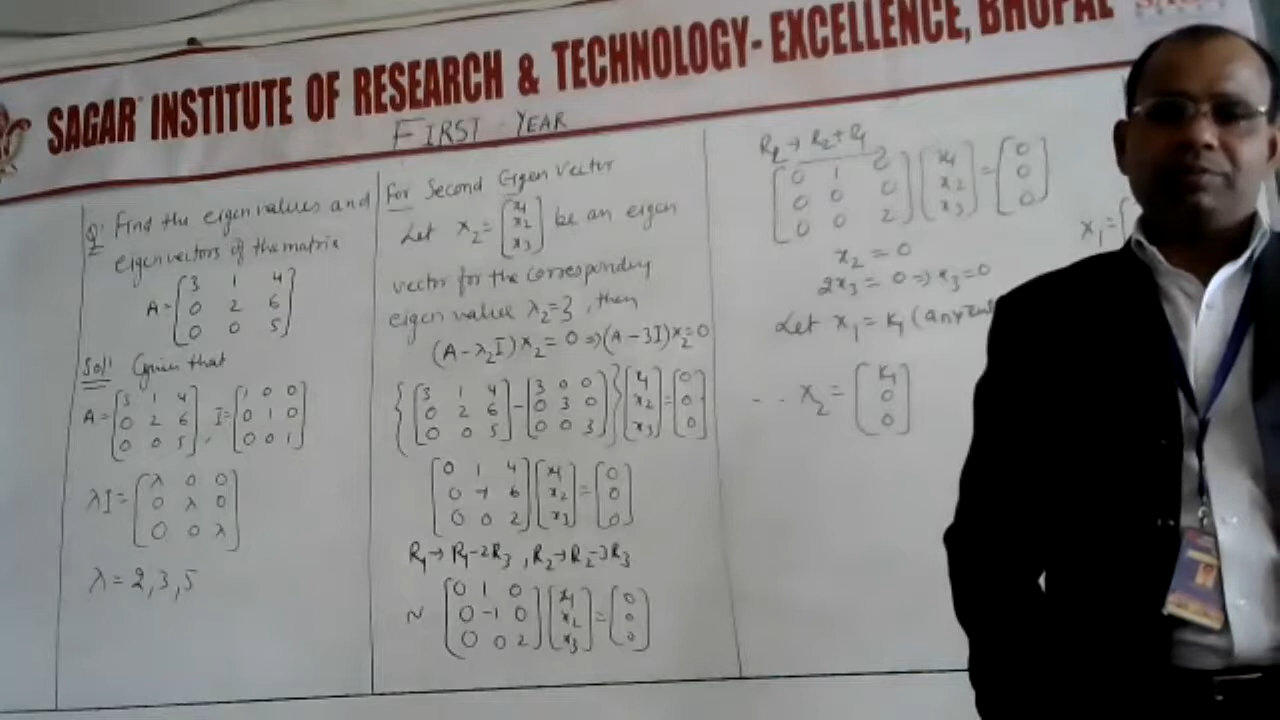 SAGAR INSTITUTE OF RESEARCH & TECHNOLOGY- EXCELLENCE, BHOPAL
FIRST YEAR
Q: Find the eigen values and
eigen vectors of the matrix
A = [3 1 4
0 2 6
0 0 5]
Sol: Given that
A = [3 1 4
0 2 6
0 0 5], I = [1 0 0
0 1 0
0 0 1]
λI = [λ 0 0
0 λ 0
0 0 λ]
λ = 2, 3, 5
For Second Eigen Vector
Let x₂ = [x₁
x₂
x₃] be an eigen
vector for the corresponding
eigen value λ₂=3, then
(A-λ₂I)x₂=0 ⇒ (A-3I)x₂=0
{[3 1 4
0 2 6
0 0 5] - [3 0 0
0 3 0
0 0 3]} [x₁
x₂
x₃] = [0
0
0]
[0 1 4
0 -1 6
0 0 2] [x₁
x₂
x₃] = [0
0
0]
R₁→R₁-2R₃, R₂→R₂-3R₃
~ [0 1 0
0 -1 0
0 0 2] [x₁
x₂
x₃] = [0
0
0]
R₂→R₂+R₁
[0 1 0
0 0 0
0 0 2] [x₁
x₂
x₃] = [0
0
0]
x₂ = 0
2x₃ = 0 ⇒ x₃=0
Let x₁ = k₁ (any
∴ x₂ = [k₁
0
0]
x₁ = [